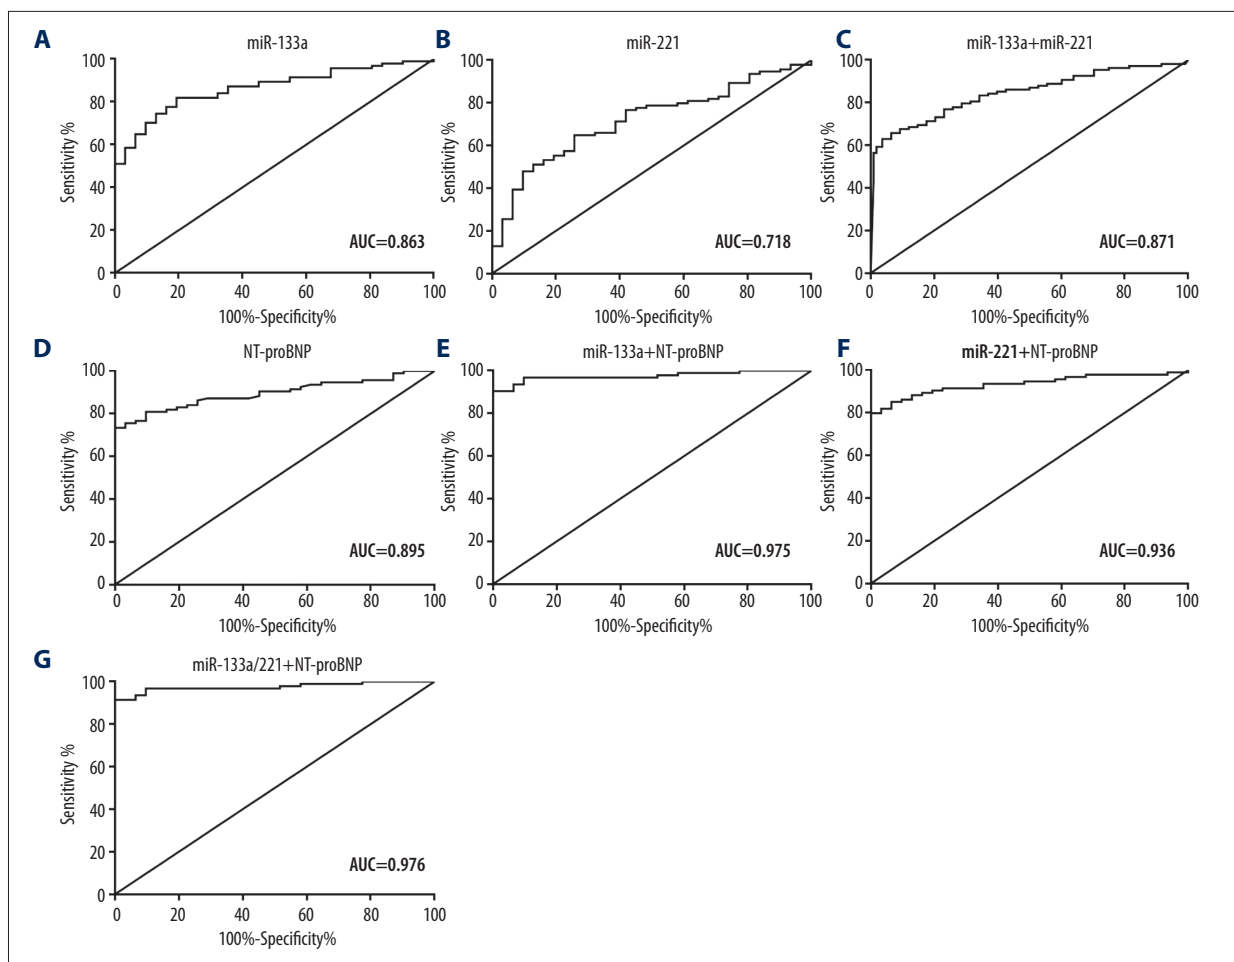 A
miR-133a
100
80
60
40
20
0
Sensitivity %
AUC=0.863
0 20 40 60 80 100
100%-Specificity%
B
miR-221
100
80
60
40
20
0
Sensitivity %
AUC=0.718
0 20 40 60 80 100
100%-Specificity%
C
miR-133a+miR-221
100
80
60
40
20
0
Sensitivity %
AUC=0.871
0 20 40 60 80 100
100%-Specificity%
D
NT-proBNP
100
80
60
40
20
0
Sensitivity %
AUC=0.895
0 20 40 60 80 100
100%-Specificity%
E
miR-133a+NT-proBNP
100
80
60
40
20
0
Sensitivity %
AUC=0.975
0 20 40 60 80 100
100%-Specificity%
F
miR-221+NT-proBNP
100
80
60
40
20
0
Sensitivity %
AUC=0.936
0 20 40 60 80 100
100%-Specificity%
G
miR-133a/221+NT-proBNP
100
80
60
40
20
0
Sensitivity %
AUC=0.976
0 20 40 60 80 100
100%-Specificity%